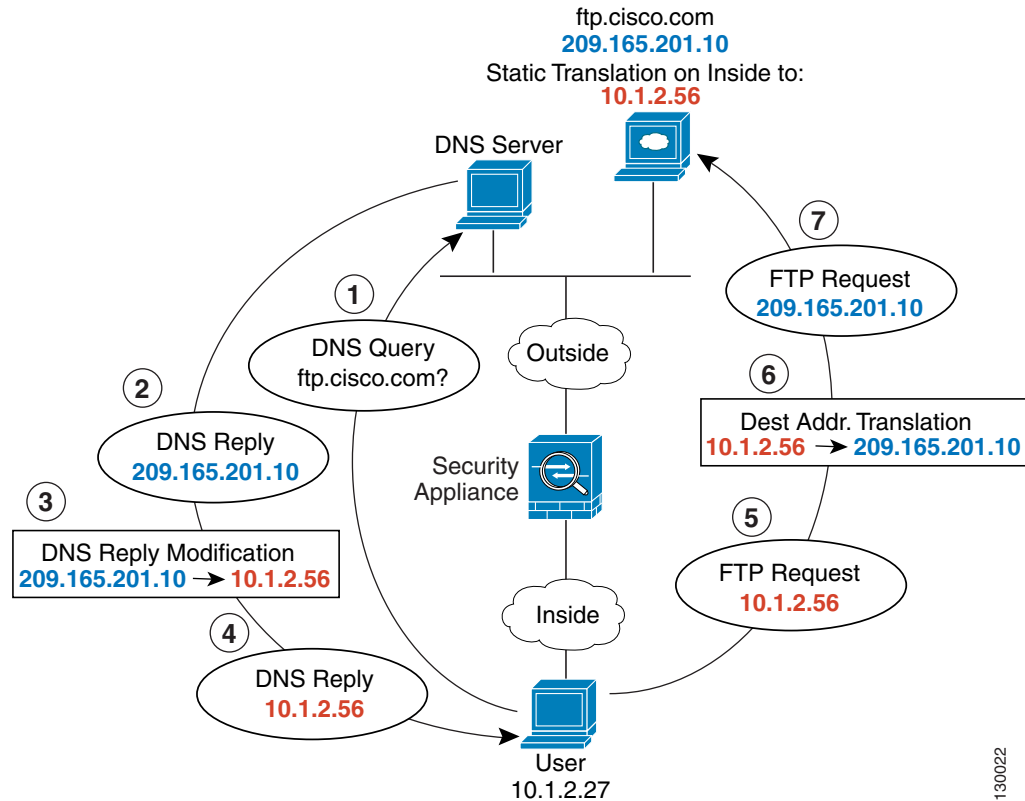 ftp.cisco.com
209.165.201.10
Static Translation on Inside to:
10.1.2.56
DNS Server
7
FTP Request
209.165.201.10
1
DNS Query
ftp.cisco.com?
Outside
6
Dest Addr. Translation
10.1.2.56 → 209.165.201.10
2
DNS Reply
209.165.201.10
Security
Appliance
3
DNS Reply Modification
209.165.201.10 → 10.1.2.56
5
FTP Request
10.1.2.56
Inside
4
DNS Reply
10.1.2.56
User
10.1.2.27
130022